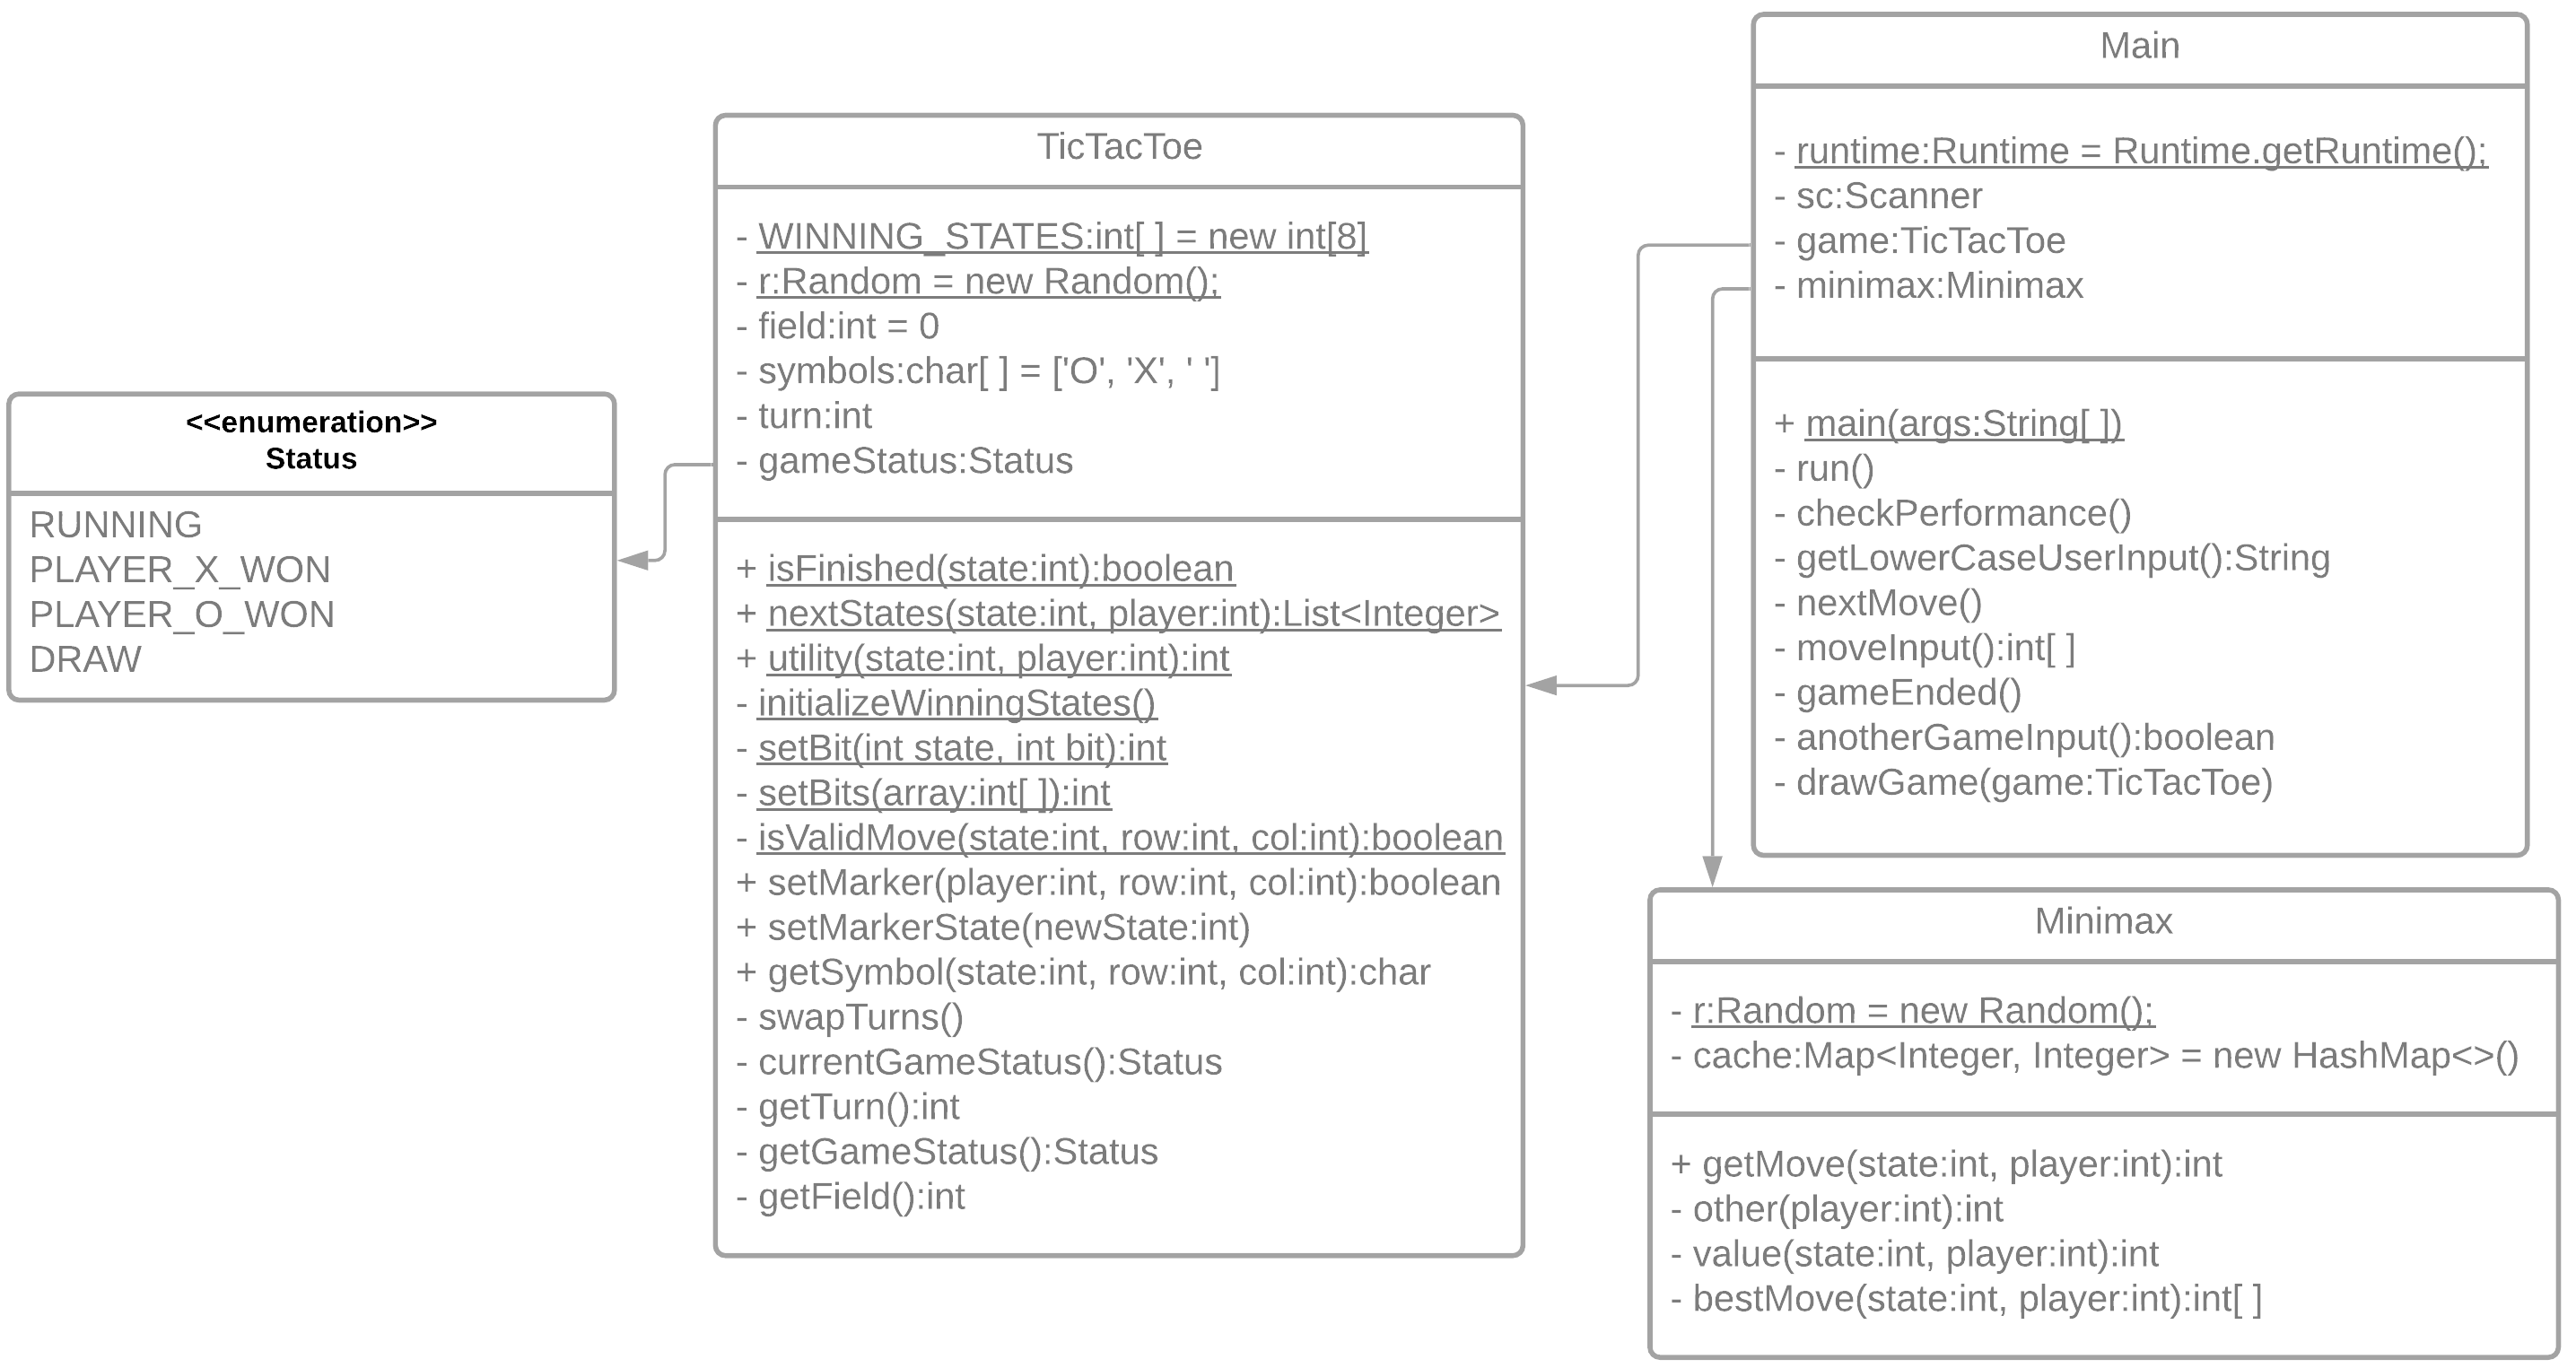 <<enumeration>>
Status
RUNNING
PLAYER_X_WON
PLAYER_O_WON
DRAW
TicTacToe
- WINNING_STATES:int[ ] = new int[8]
- r:Random = new Random();
- field:int = 0
- symbols:char[ ] = ['O', 'X', ' ']
- turn:int
- gameStatus:Status
+ isFinished(state:int):boolean
+ nextStates(state:int, player:int):List<Integer>
+ utility(state:int, player:int):int
- initializeWinningStates()
- setBit(int state, int bit):int
- setBits(array:int[ ]):int
- isValidMove(state:int, row:int, col:int):boolean
+ setMarker(player:int, row:int, col:int):boolean
+ setMarkerState(newState:int)
+ getSymbol(state:int, row:int, col:int):char
- swapTurns()
- currentGameStatus():Status
- getTurn():int
- getGameStatus():Status
- getField():int
Main
- runtime:Runtime = Runtime.getRuntime();
- sc:Scanner
- game:TicTacToe
- minimax:Minimax
+ main(args:String[ ])
- run()
- checkPerformance()
- getLowerCaseUserInput():String
- nextMove()
- moveInput():int[ ]
- gameEnded()
- anotherGameInput():boolean
- drawGame(game:TicTacToe)
Minimax
- r:Random = new Random();
- cache:Map<Integer, Integer> = new HashMap<>()
+ getMove(state:int, player:int):int
- other(player:int):int
- value(state:int, player:int):int
- bestMove(state:int, player:int):int[ ]